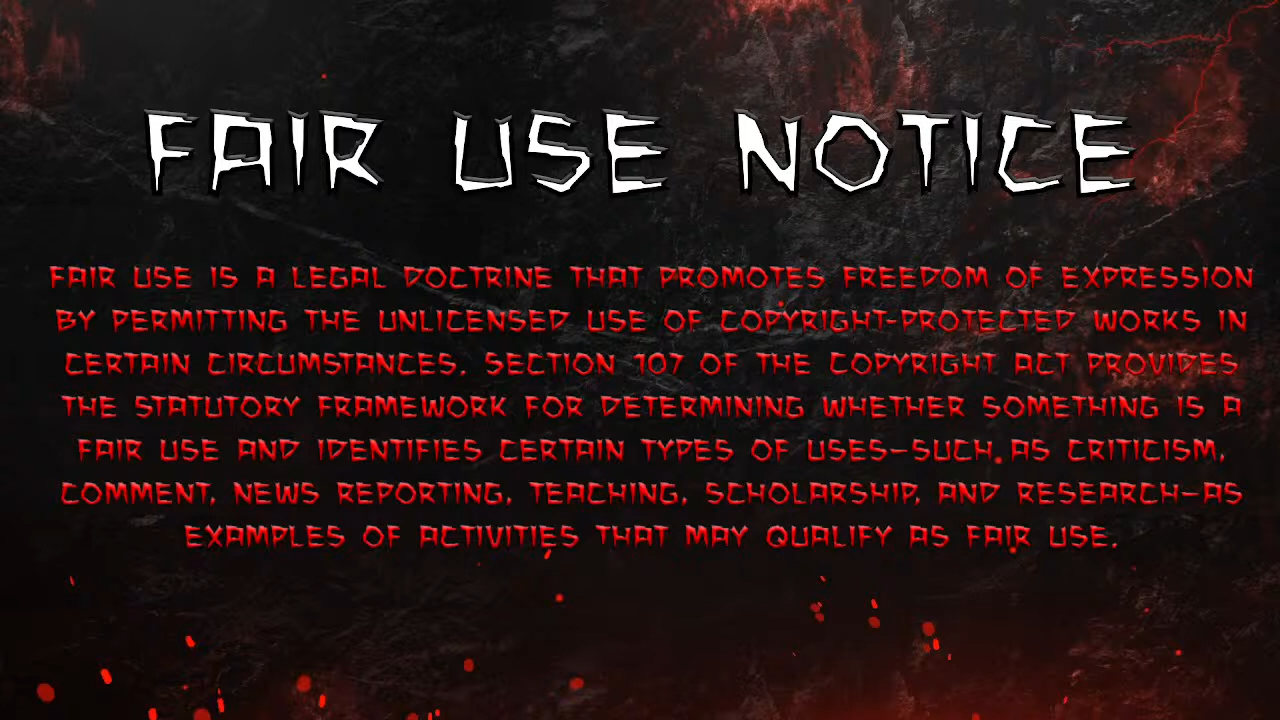 FAIR USE NOTICE
FAIR USE IS A LEGAL DOCTRINE THAT PROMOTES FREEDOM OF EXPRESSION
BY PERMITTING THE UNLICENSED USE OF COPYRIGHT-PROTECTED WORKS IN
CERTAIN CIRCUMSTANCES. SECTION 107 OF THE COPYRIGHT ACT PROVIDES
THE STATUTORY FRAMEWORK FOR DETERMINING WHETHER SOMETHING IS A
FAIR USE AND IDENTIFIES CERTAIN TYPES OF USES—SUCH AS CRITICISM,
COMMENT, NEWS REPORTING, TEACHING, SCHOLARSHIP, AND RESEARCH—AS
EXAMPLES OF ACTIVITIES THAT MAY QUALIFY AS FAIR USE.